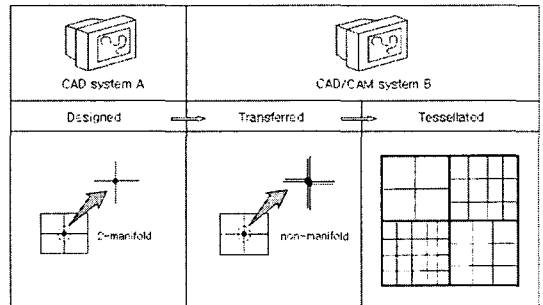 CAD system A
CAD/CAM system B
Designed
Transferred
Tessellated
2-manifold
non-manifold